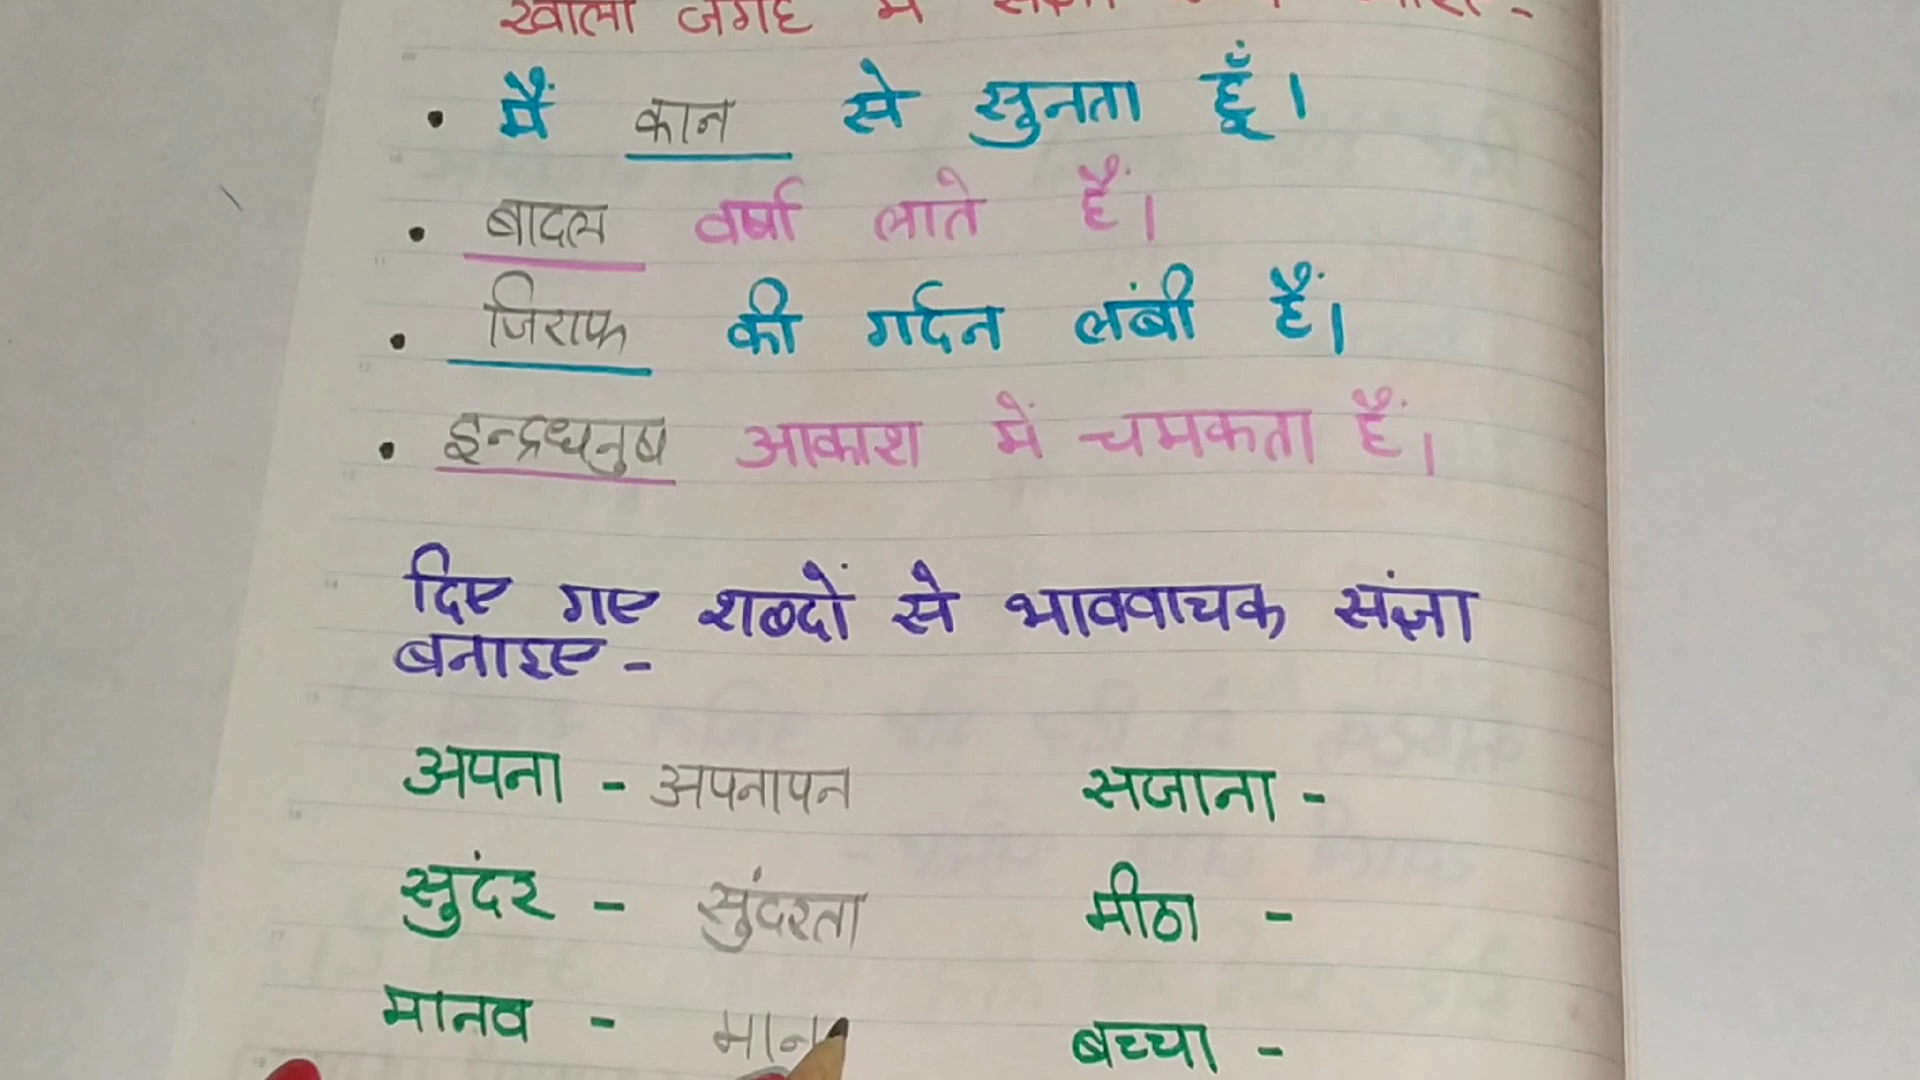 खाली जगह में
• मैं कान से सुनता हूँ।
• बादल वर्षा लाते हैं।
• जिराफ की गर्दन लंबी हैं।
• इन्द्रधनुष आकाश में चमकता हैं।
दिए गए शब्दों से भाववाचक संज्ञा
बनाइए -
अपना - अपनापन सजाना -
सुंदर - सुंदरता मीठा -
मानव - मान बच्चा -